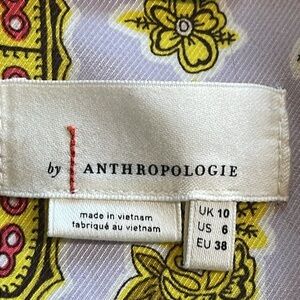 by ANTHROPOLOGIE
made in vietnam
fabriqué au vietnam
UK 10
US 6
EU 38